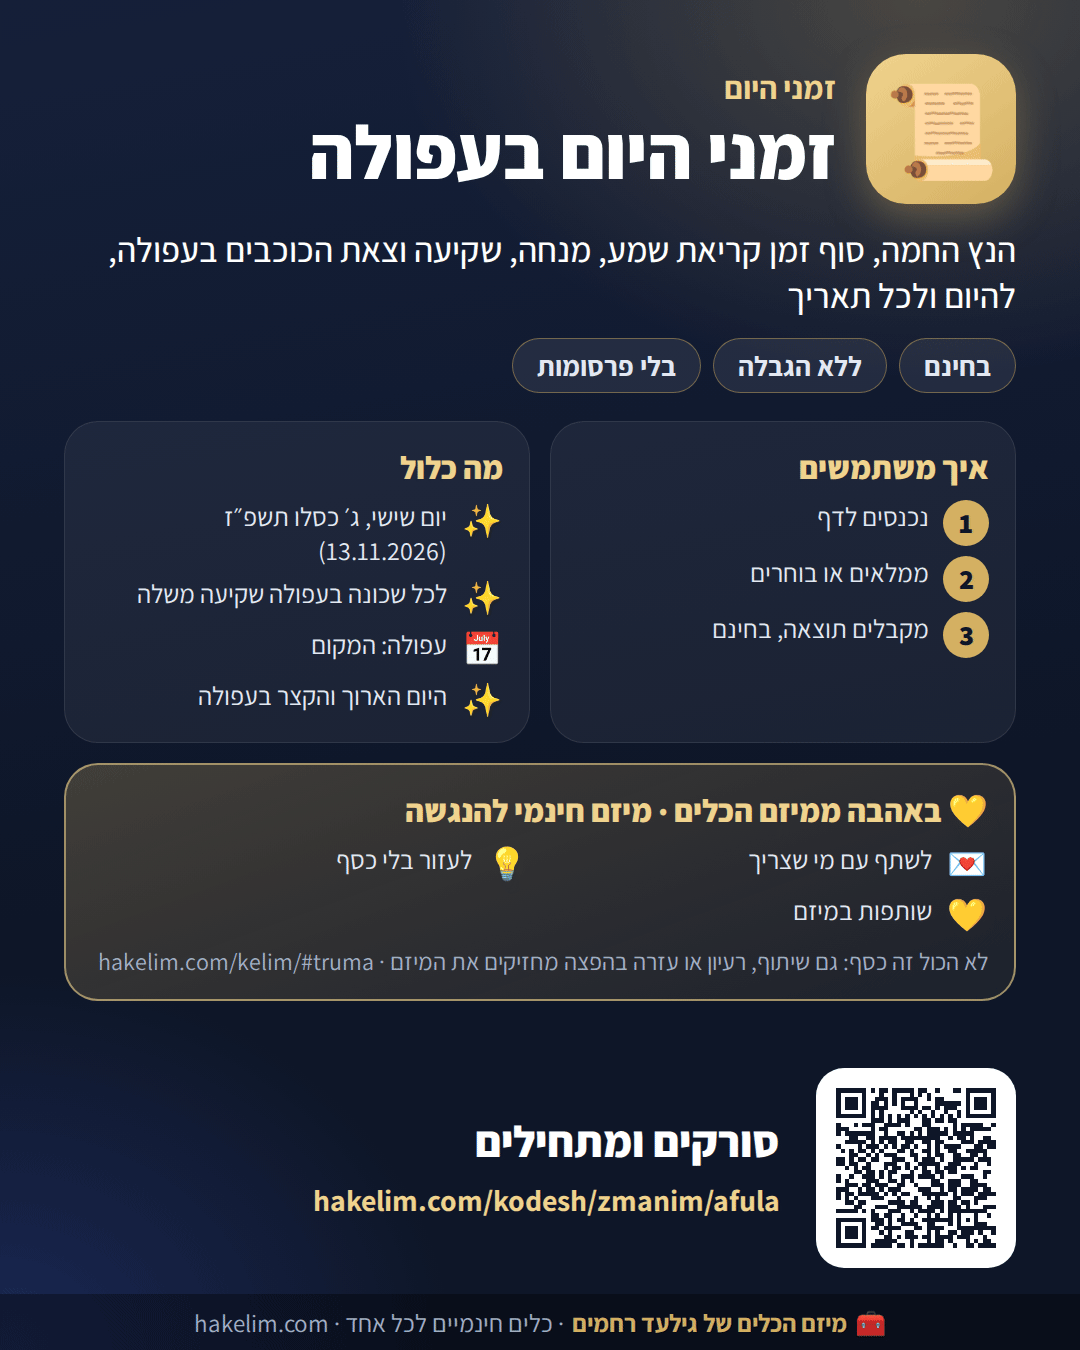 זמני היום
זמני היום בעפולה
הנץ החמה, סוף זמן קריאת שמע, מנחה, שקיעה וצאת הכוכבים בעפולה,
להיום ולכל תאריך
בחינם
ללא הגבלה
בלי פרסומות
איך משתמשים
1 נכנסים לדף
2 ממלאים או בוחרים
3 מקבלים תוצאה, בחינם
מה כלול
✨ יום שישי, ג׳ כסלו תשפ״ז
(13.11.2026)
✨ לכל שכונה בעפולה שקיעה משלה
📅 עפולה: המקום
✨ היום הארוך והקצר בעפולה
💛 באהבה ממיזם הכלים · מיזם חינמי להנגשה
💌 לשתף עם מי שצריך
💡 לעזור בלי כסף
💛 שותפות במיזם
לא הכול זה כסף: גם שיתוף, רעיון או עזרה בהפצה מחזיקים את המיזם · hakelim.com/kelim/#truma
סורקים ומתחילים
hakelim.com/kodesh/zmanim/afula
🧰 מיזם הכלים של גילעד רחמים · כלים חינמיים לכל אחד · hakelim.com